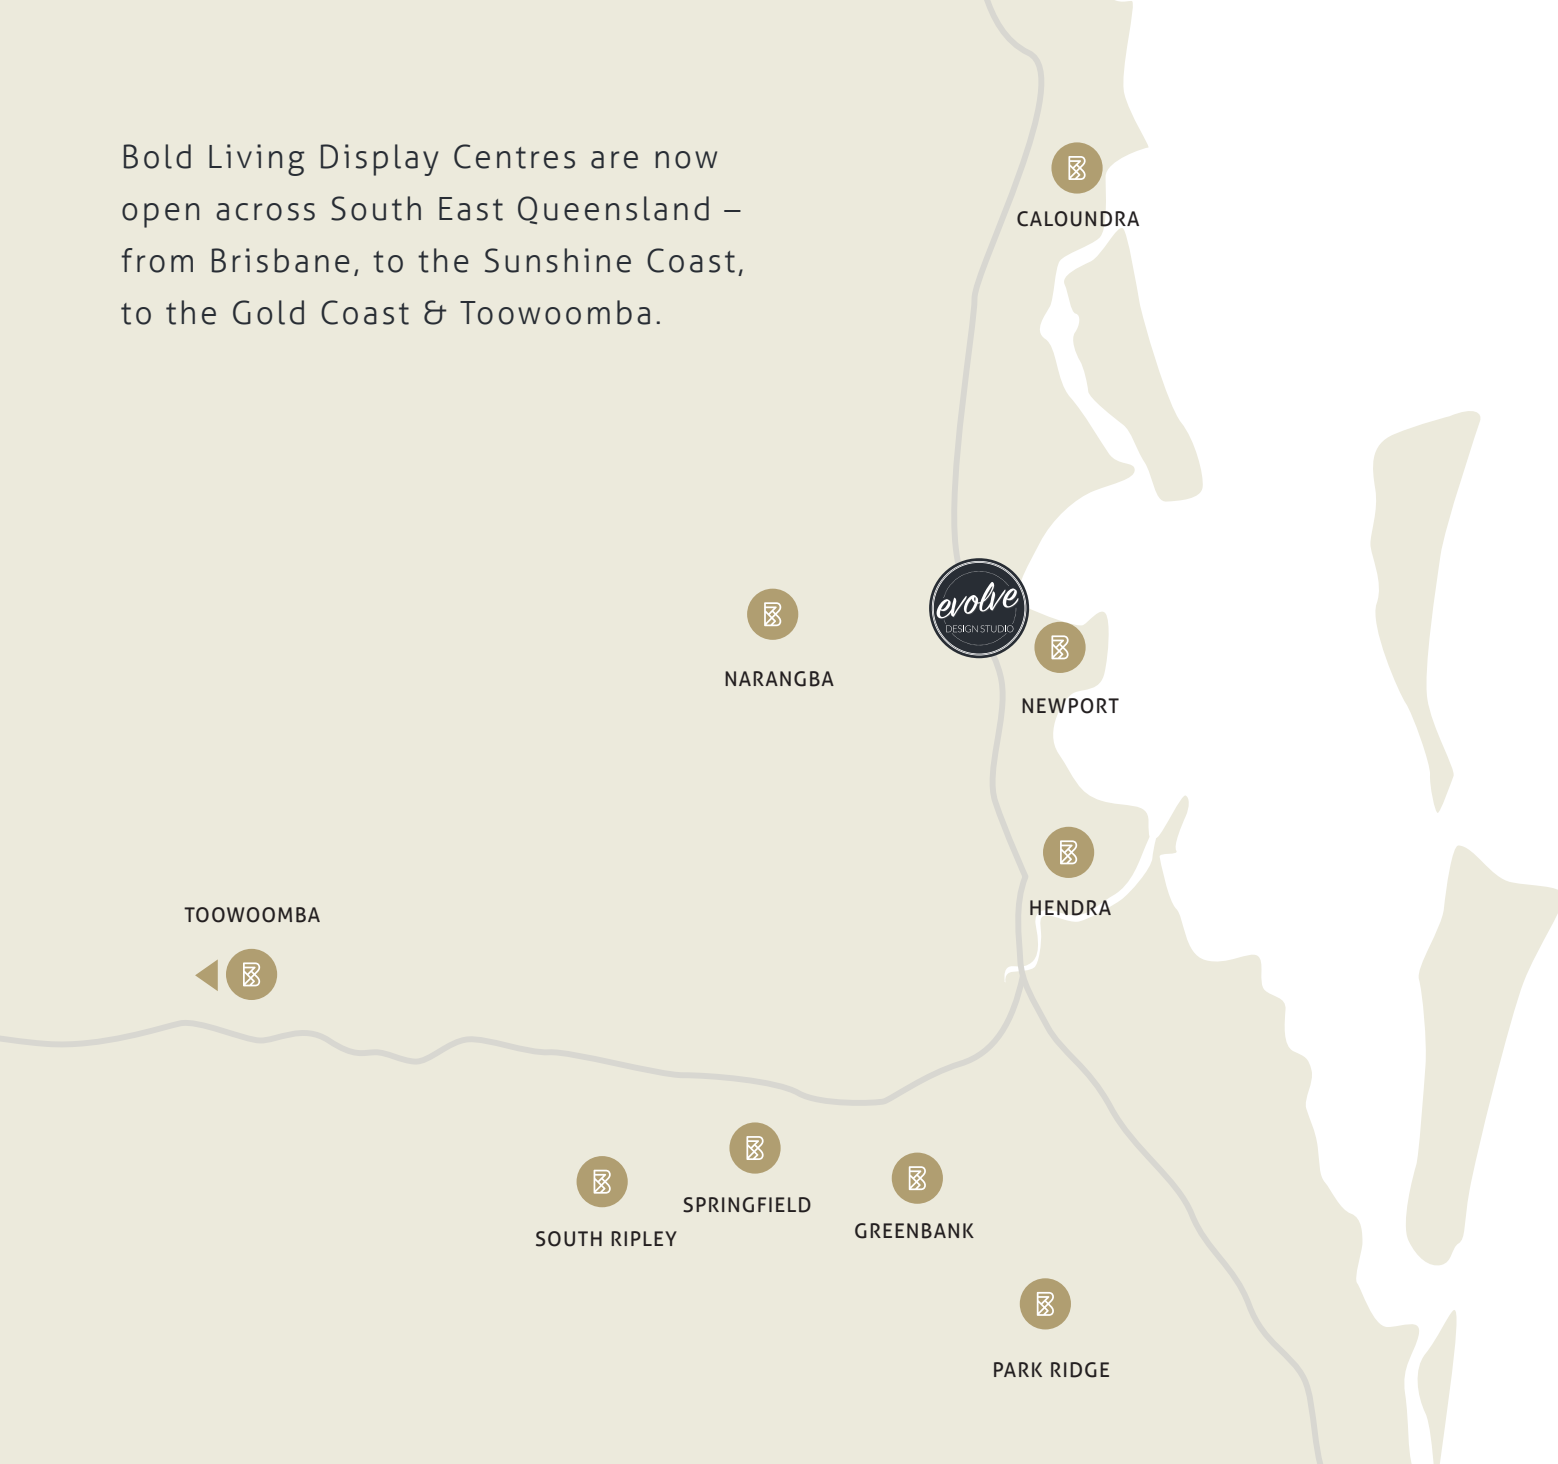 Bold Living Display Centres are now
open across South East Queensland –
from Brisbane, to the Sunshine Coast,
to the Gold Coast & Toowoomba.
CALOUNDRA
evolve
DESIGN STUDIO
NARANGBA
NEWPORT
HENDRA
TOOWOOMBA
SPRINGFIELD
GREENBANK
SOUTH RIPLEY
PARK RIDGE